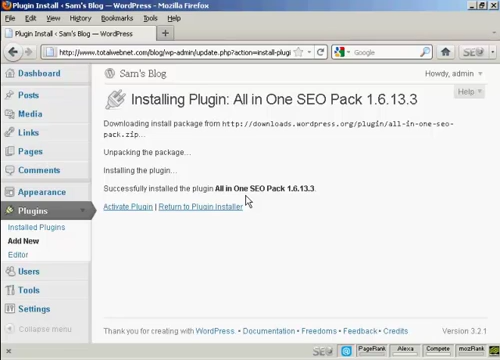 Plugin Install ‹ Sam's Blog — WordPress - Mozilla Firefox
File Edit View History Bookmarks Tools Help
Plugin Install ‹ Sam's Blog — WordPress
http://www.totalwebnet.com/blog/wp-admin/update.php?action=install-plugi
Google
SEO
Sam's Blog
Howdy, admin
Help
Dashboard
Posts
Media
Links
Pages
Comments
Appearance
Plugins
Installed Plugins
Add New
Editor
Users
Tools
Settings
Collapse menu
Installing Plugin: All in One SEO Pack 1.6.13.3
Downloading install package from http://downloads.wordpress.org/plugin/all-in-one-seo-
pack.zip…
Unpacking the package…
Installing the plugin…
Successfully installed the plugin All in One SEO Pack 1.6.13.3.
Activate Plugin | Return to Plugin Installer
Thank you for creating with WordPress. • Documentation • Freedoms • Feedback • Credits
Version 3.2.1
SEO
PageRank
Alexa
Compete
mozRank